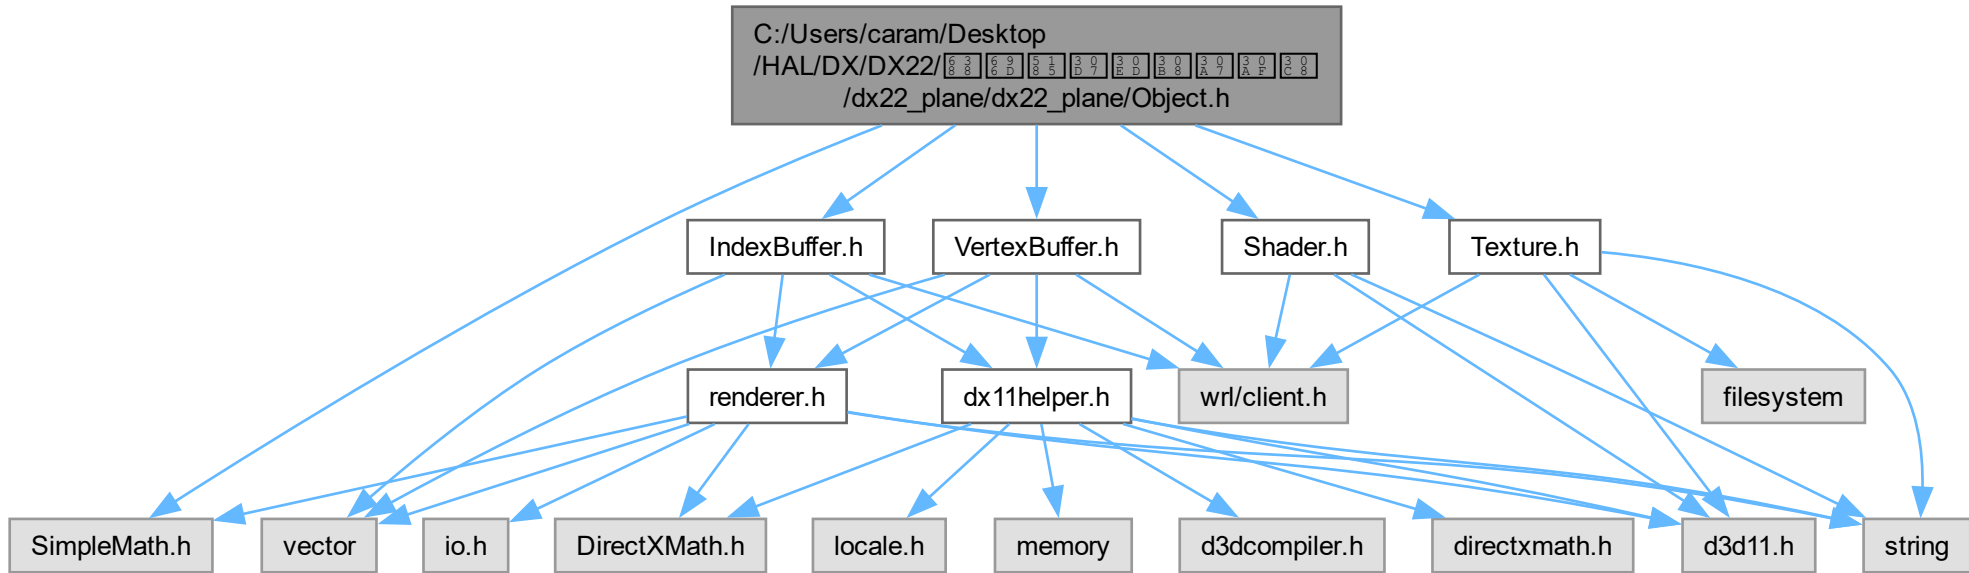 C:/Users/caram/Desktop
/HAL/DX/DX22/
/dx22_plane/dx22_plane/Object.h
IndexBuffer.h
VertexBuffer.h
Shader.h
Texture.h
renderer.h
dx11helper.h
wrl/client.h
filesystem
SimpleMath.h
vector
io.h
DirectXMath.h
locale.h
memory
d3dcompiler.h
directxmath.h
d3d11.h
string